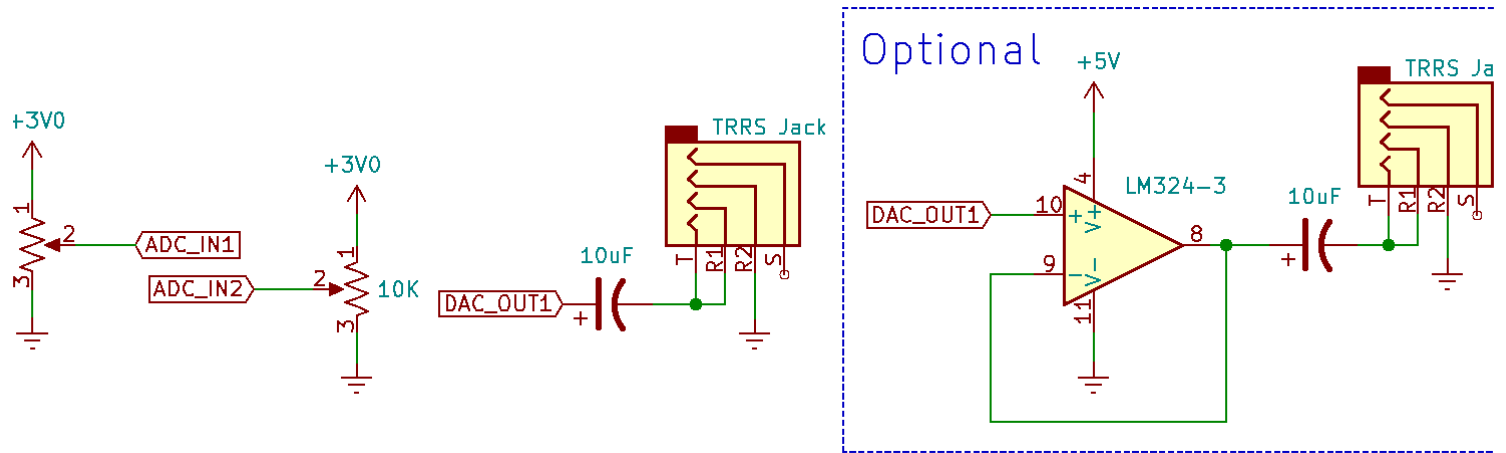 +3V0
1
2
3
ADC_IN1
+3V0
1
2
3
10K
ADC_IN2
DAC_OUT1
10uF
+
TRRS Jack
T
R1
R2
S
Optional
+5V
4
LM324-3
DAC_OUT1
10
+
V+
9
-
V-
11
8
10uF
+
TRRS Ja
T
R1
R2
S